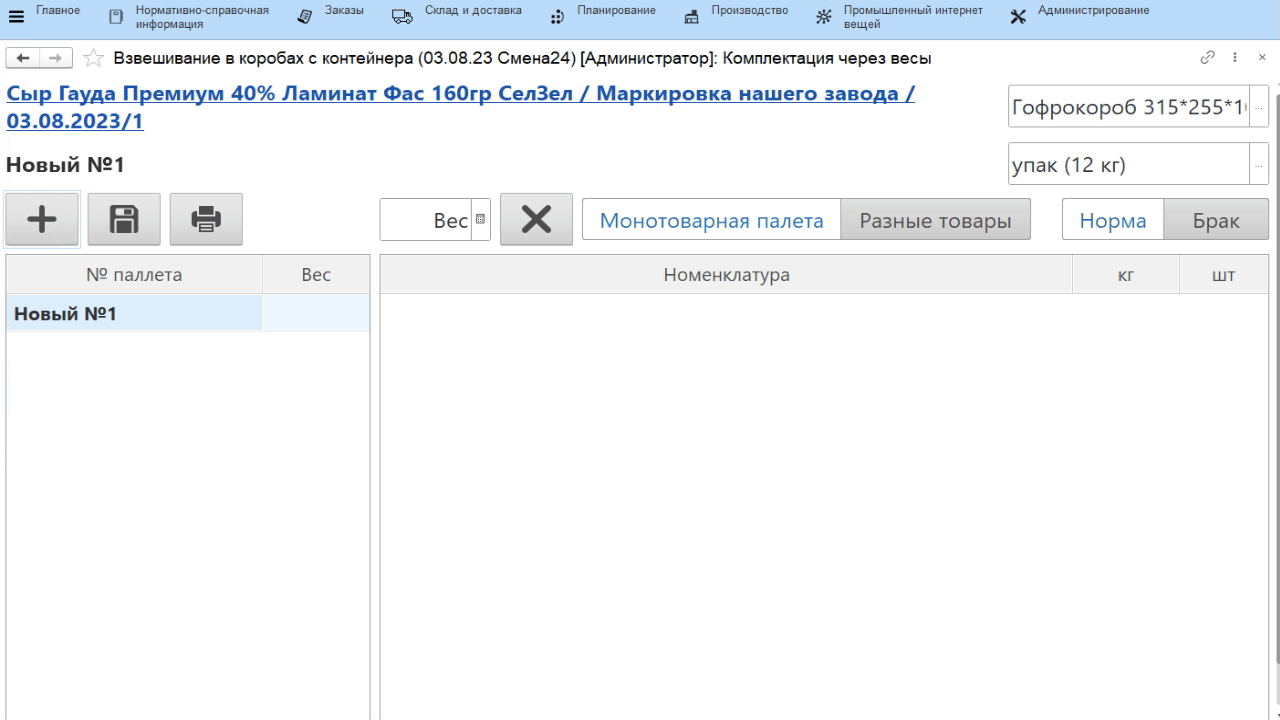 Главное
Нормативно-справочная
информация
Заказы
Склад и доставка
Планирование
Производство
Промышленный интернет
вещей
Администрирование
Взвешивание в коробах с контейнера (03.08.23 Смена24) [Администратор]: Комплектация через весы
Сыр Гауда Премиум 40% Ламинат Фас 160гр СелЗел / Маркировка нашего завода /
03.08.2023/1
Гофрокороб 315*255*1
...
Новый №1
упак (12 кг)
...
Вес
Монотоварная палета
Разные товары
Норма
Брак
№ паллета
Вес
Номенклатура
кг
шт
Новый №1